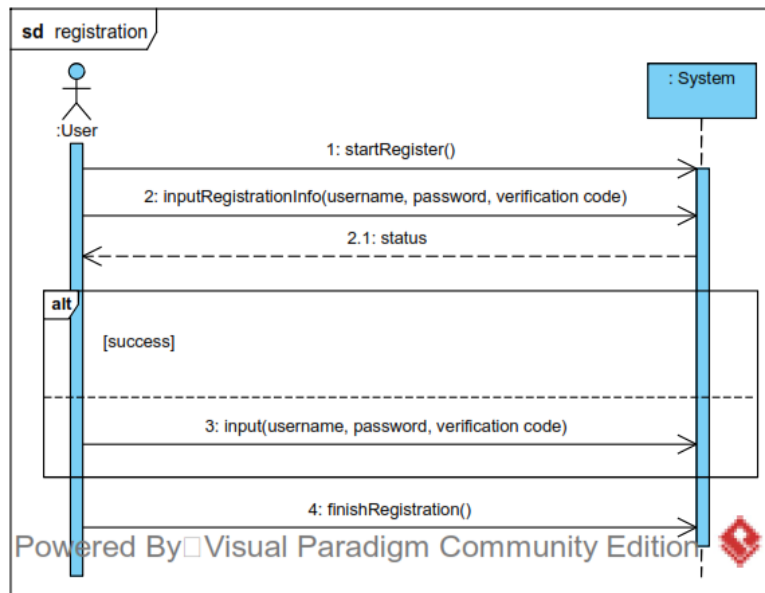 sd registration
: System
:User
1: startRegister()
2: inputRegistrationInfo(username, password, verification code)
2.1: status
alt
[success]
3: input(username, password, verification code)
4: finishRegistration()
Powered By□Visual Paradigm Community Edition